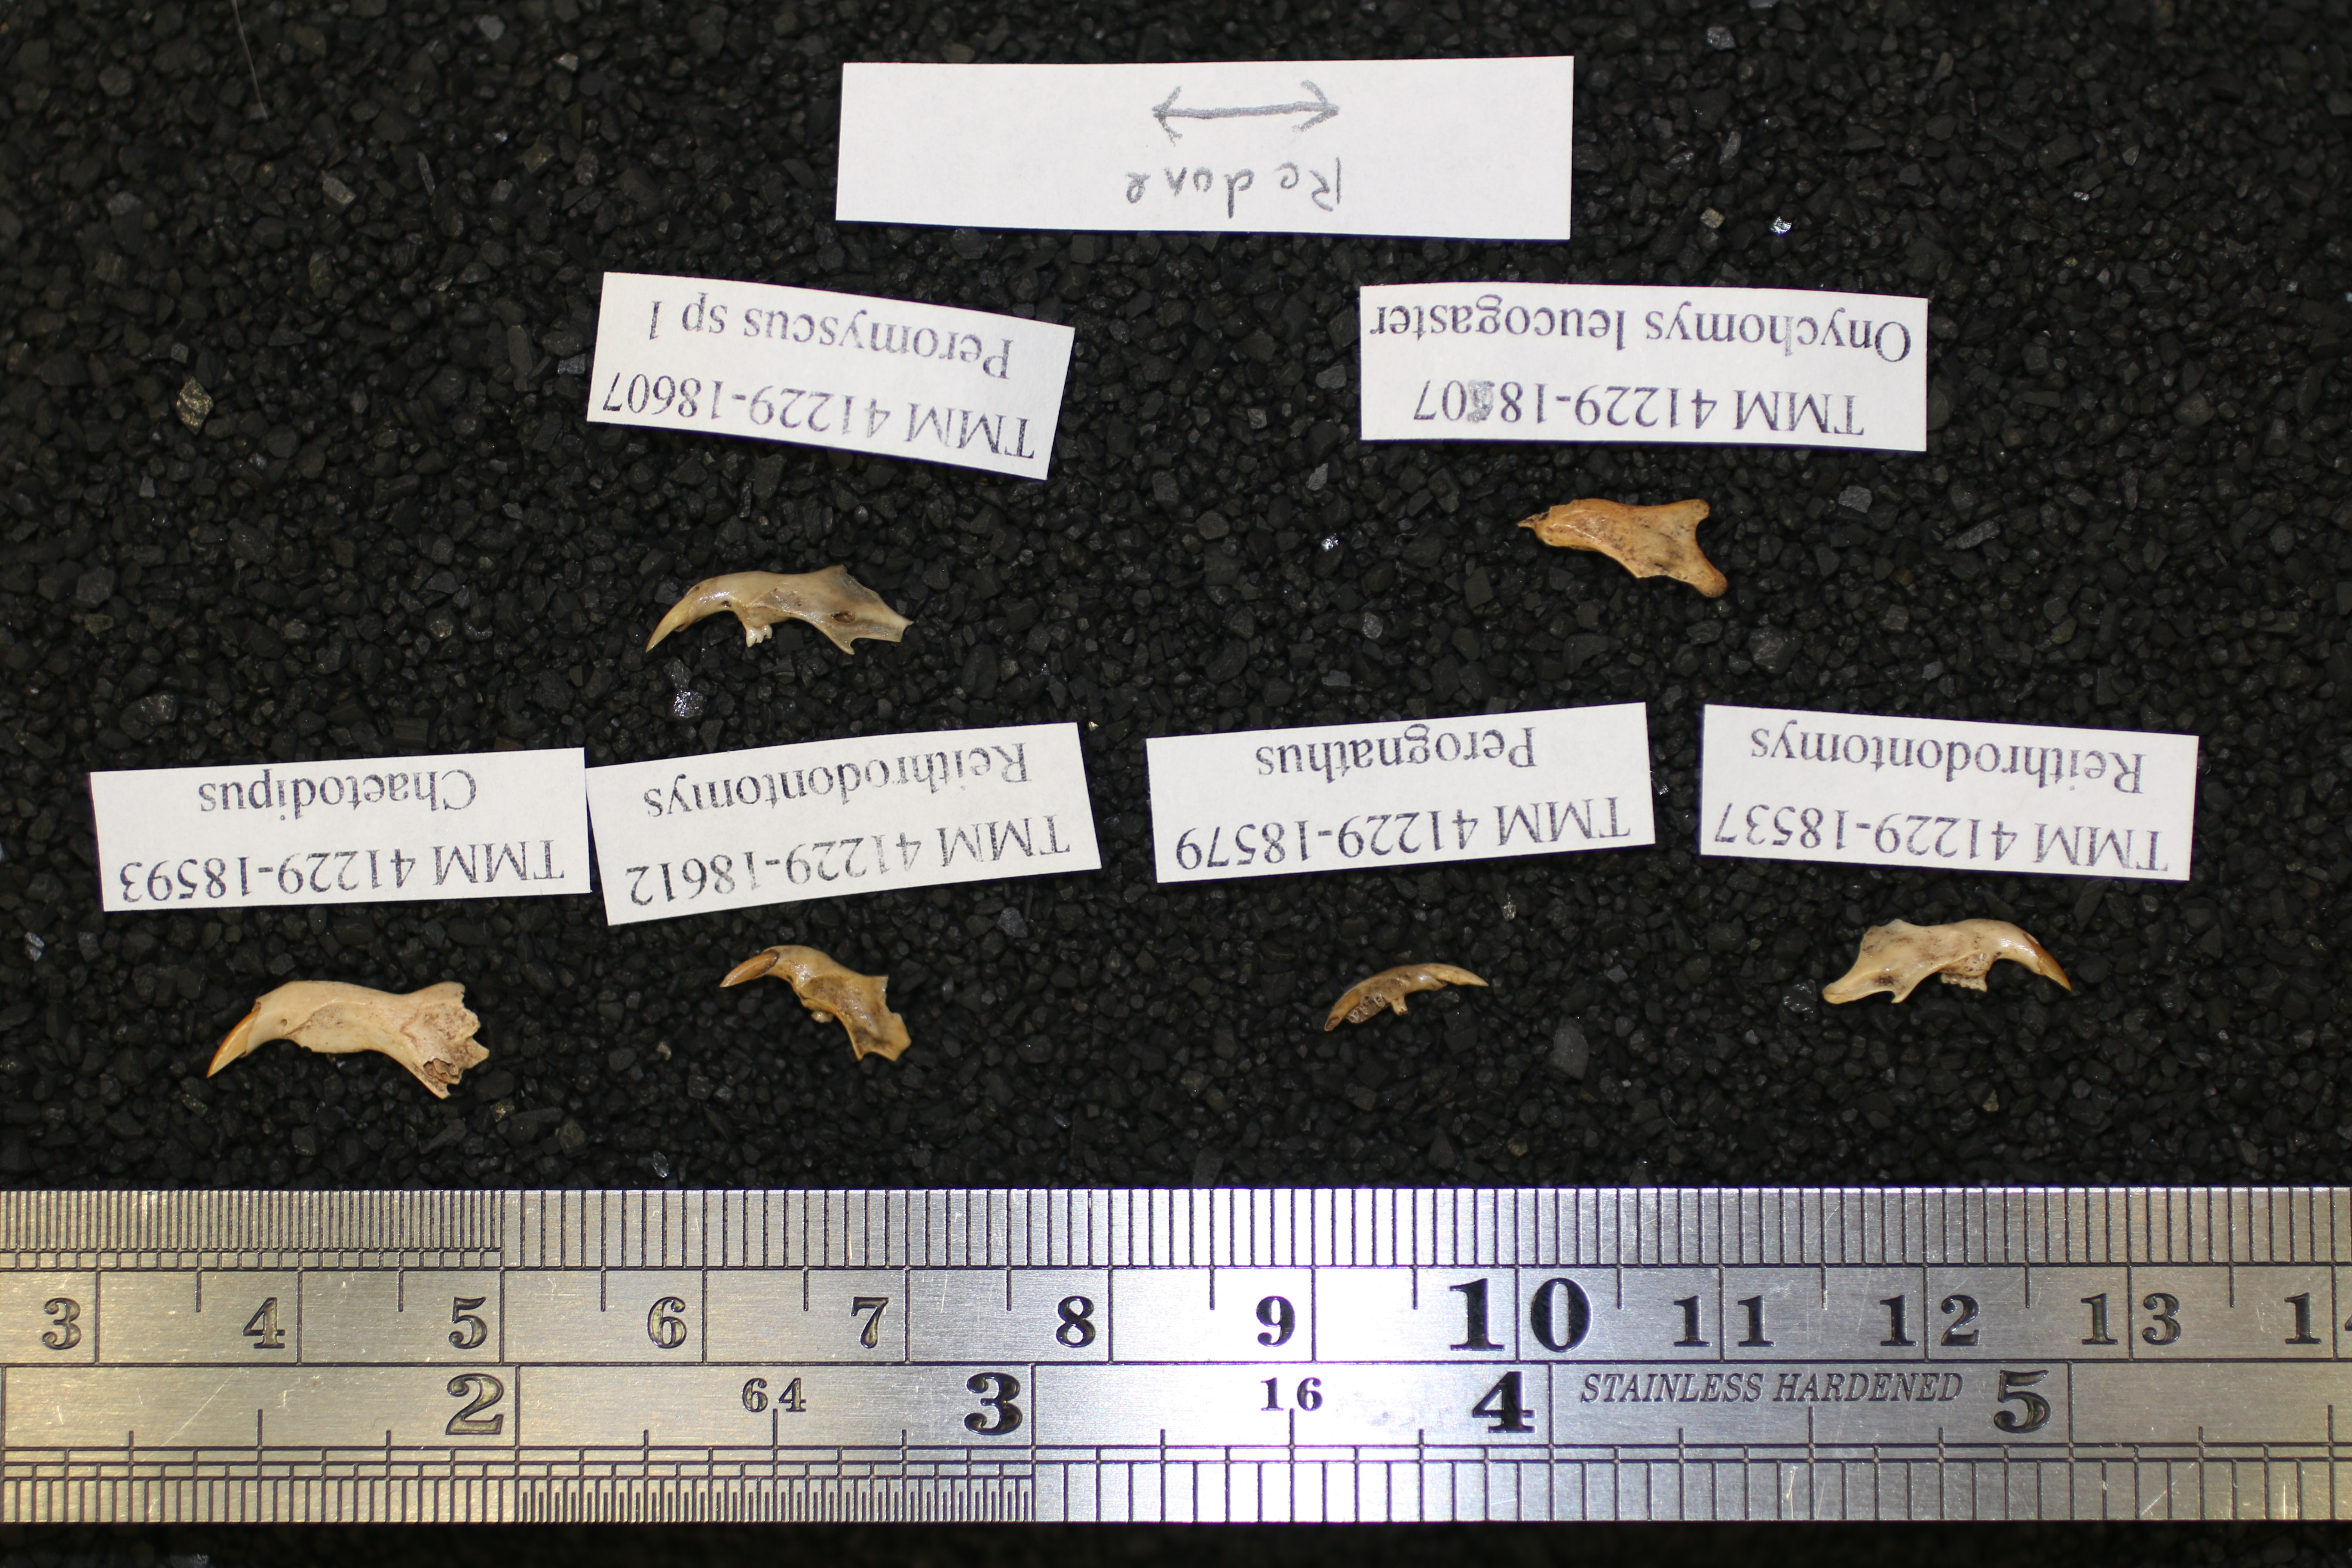 5 STAINLESS HARDENED 4 16 3 64 2
13 12 11 10 9 8 7 6 5 4 3
TMM 41229-18537
Reithrodontomys
TMM 41229-18579
Perognathus
TMM 41229-18612
Reithrodontomys
TMM 41229-18593
Chaetodipus
TMM
Onychomys leucogaster
TMM 41229-18607
Peromyscus sp 1
Redone